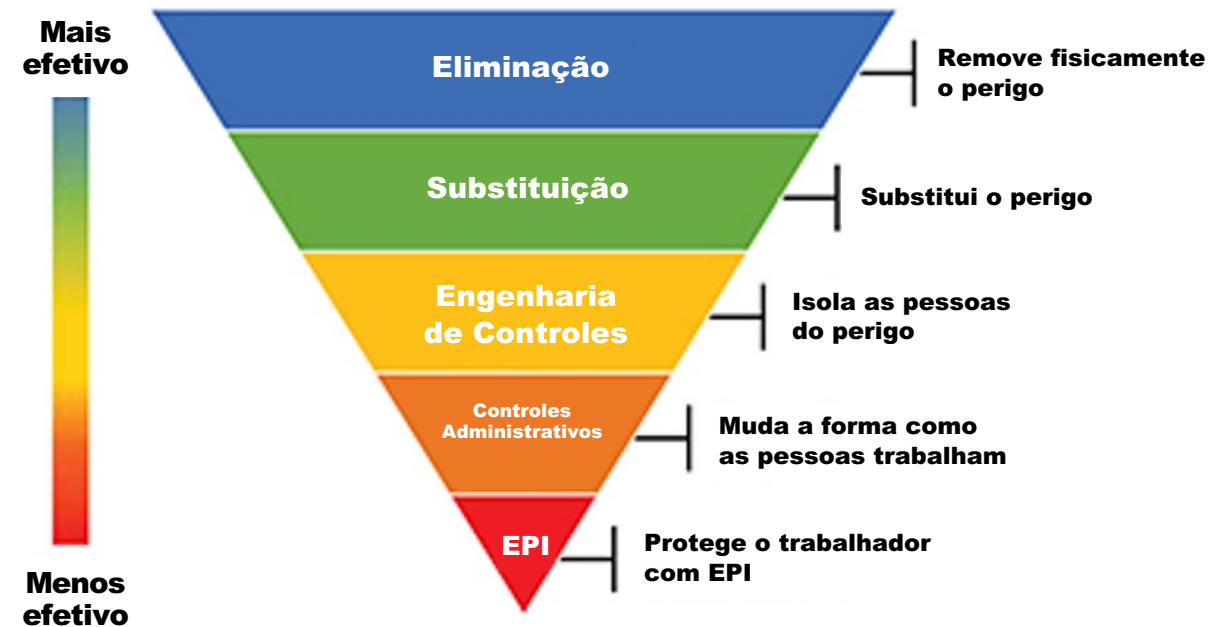 Mais
efetivo
Eliminação
Remove fisicamente
o perigo
Substituição
Substitui o perigo
Engenharia
de Controles
Isola as pessoas
do perigo
Controles
Administrativos
Muda a forma como
as pessoas trabalham
EPI
Protege o trabalhador
com EPI
Menos
efetivo